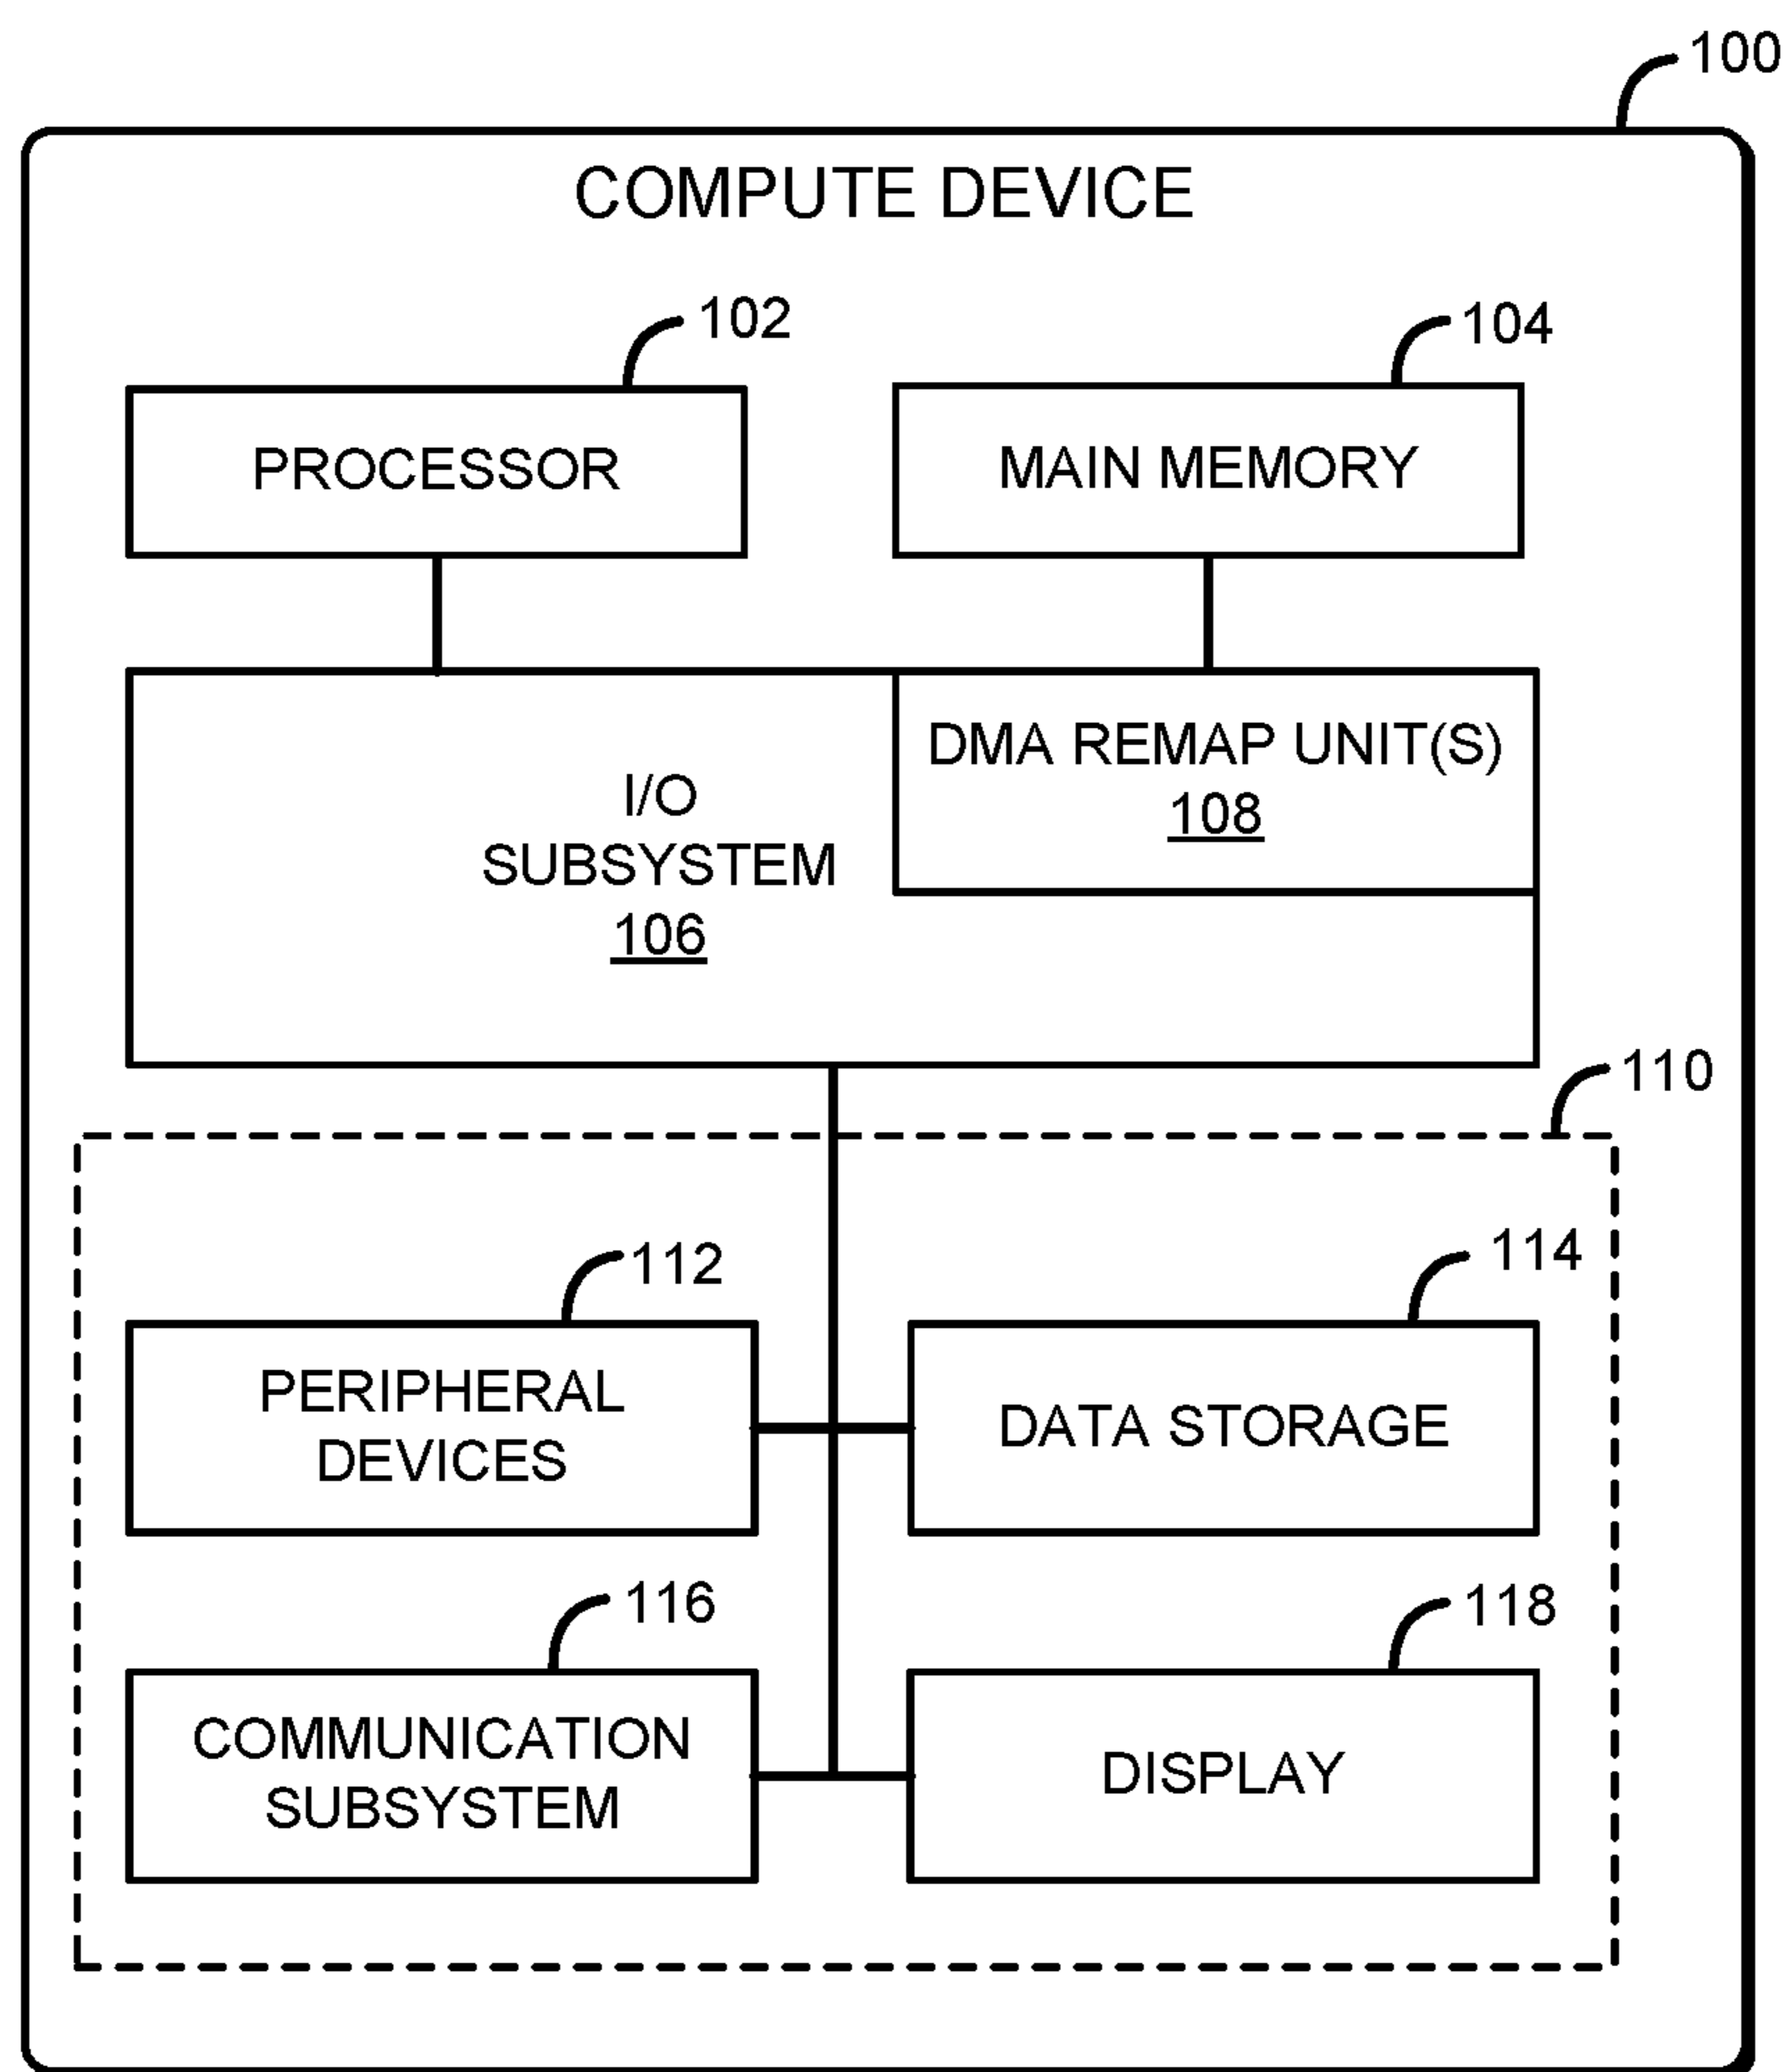 100
COMPUTE DEVICE
102
104
PROCESSOR
MAIN MEMORY
DMA REMAP UNIT(S)
108
I/O
SUBSYSTEM
106
110
112
114
PERIPHERAL
DEVICES
DATA STORAGE
116
118
COMMUNICATION
SUBSYSTEM
DISPLAY